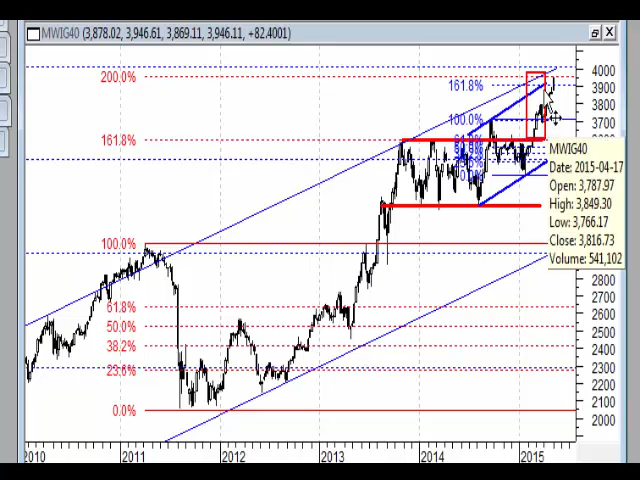 MWIG40 (3,878.02, 3,946.61, 3,869.11, 3,946.11, +82.4001)
4000
200.0%
161.8%
3900
3800
100.0%
3700
161.8%
MWIG40
Date: 2015-04-17
Open: 3,787.97
High: 3,849.30
Low: 3,766.17
100.0%
Close: 3,816.73
Volume: 541,102
2800
2700
61.8%
2600
50.0%
2500
38.2%
2400
2300
23.6%
2200
2100
0.0%
2000
2010 2011 2012 2013 2014 2015